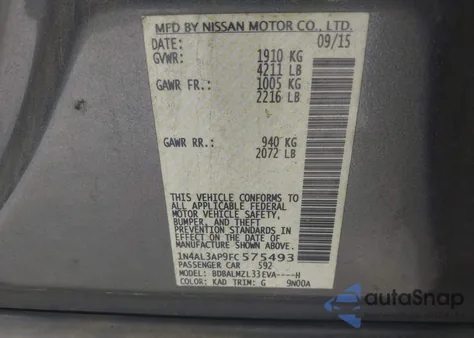 MFD BY NISSAN MOTOR CO., LTD.
DATE: 09/15
GVWR: 1910 KG
4211 LB
GAWR FR.: 1005 KG
2216 LB
GAWR RR.: 940 KG
2072 LB
THIS VEHICLE CONFORMS TO
ALL APPLICABLE FEDERAL
MOTOR VEHICLE SAFETY,
BUMPER, AND THEFT
PREVENTION STANDARDS IN
EFFECT ON THE DATE OF
MANUFACTURE SHOWN ABOVE.
1N4AL3AP9FC575493
PASSENGER CAR 592
MODEL: BDBALMZL33EVA----H
COLOR: KAD TRIM: G 9N00A
autoSnap